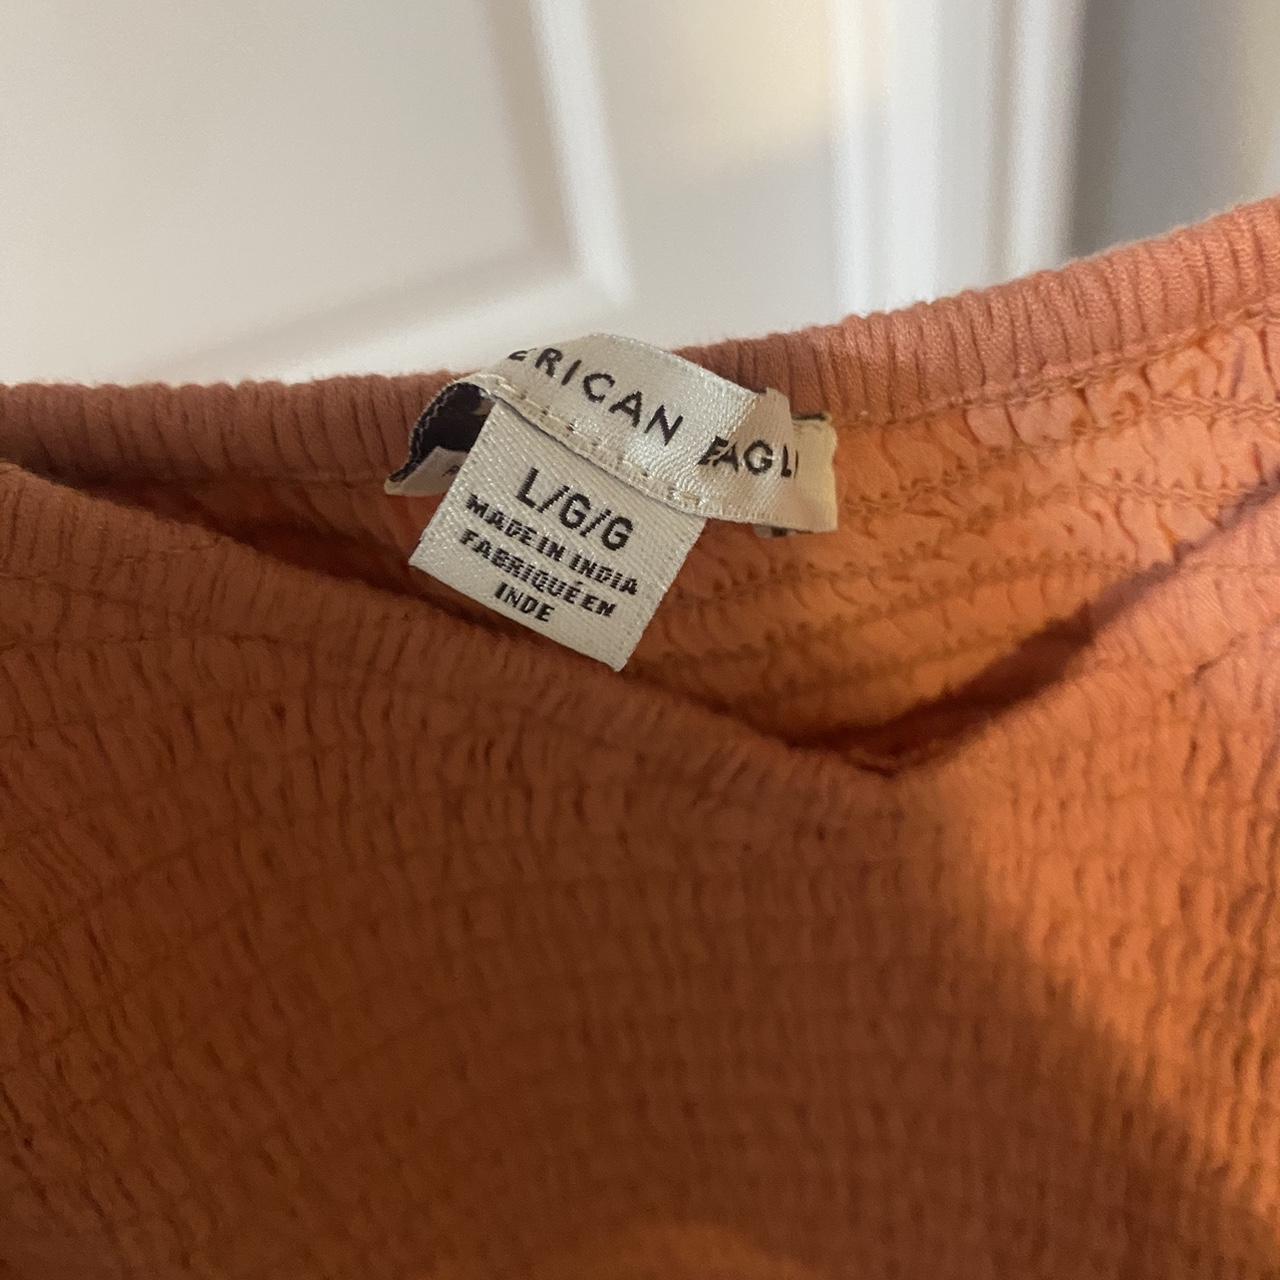 ERICAN EAGL
L/G/G
MADE IN INDIA
FABRIQUÉ EN
INDE